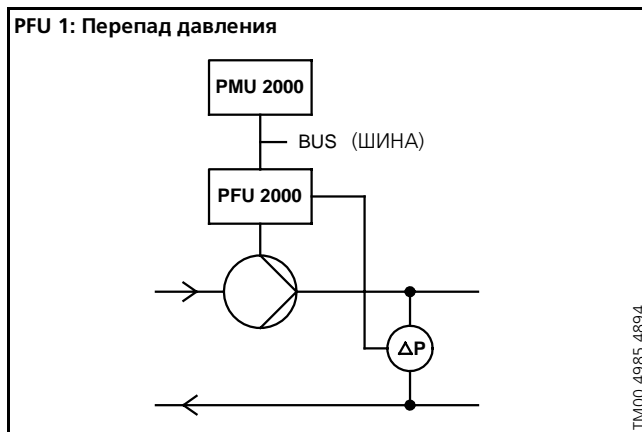 PFU 1: Перепад давления
PMU 2000
BUS (ШИНА)
PFU 2000
ΔP
TM00 4985 4894